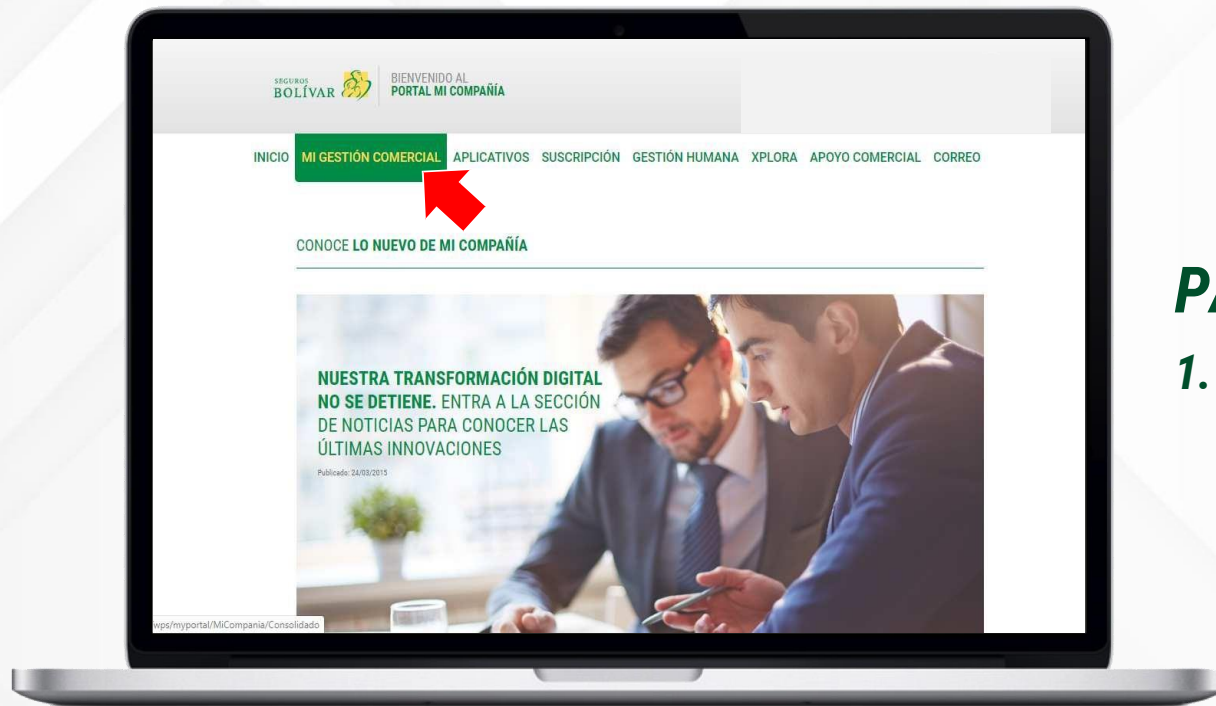 SEGUROS
BOLÍVAR
BIENVENIDO AL
PORTAL MI COMPAÑÍA
INICIO MI GESTIÓN COMERCIAL APLICATIVOS SUSCRIPCIÓN GESTIÓN HUMANA XPLORA APOYO COMERCIAL CORREO
CONOCE LO NUEVO DE MI COMPAÑÍA
NUESTRA TRANSFORMACIÓN DIGITAL
NO SE DETIENE. ENTRA A LA SECCIÓN
DE NOTICIAS PARA CONOCER LAS
ÚLTIMAS INNOVACIONES
Publicado: 24/03/2015
wps/myportal/MiCompania/Consolidado
1.